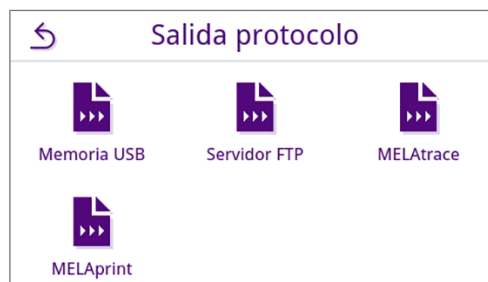 Salida protocolo
Memoria USB
Servidor FTP
MELAtrace
MELAprint